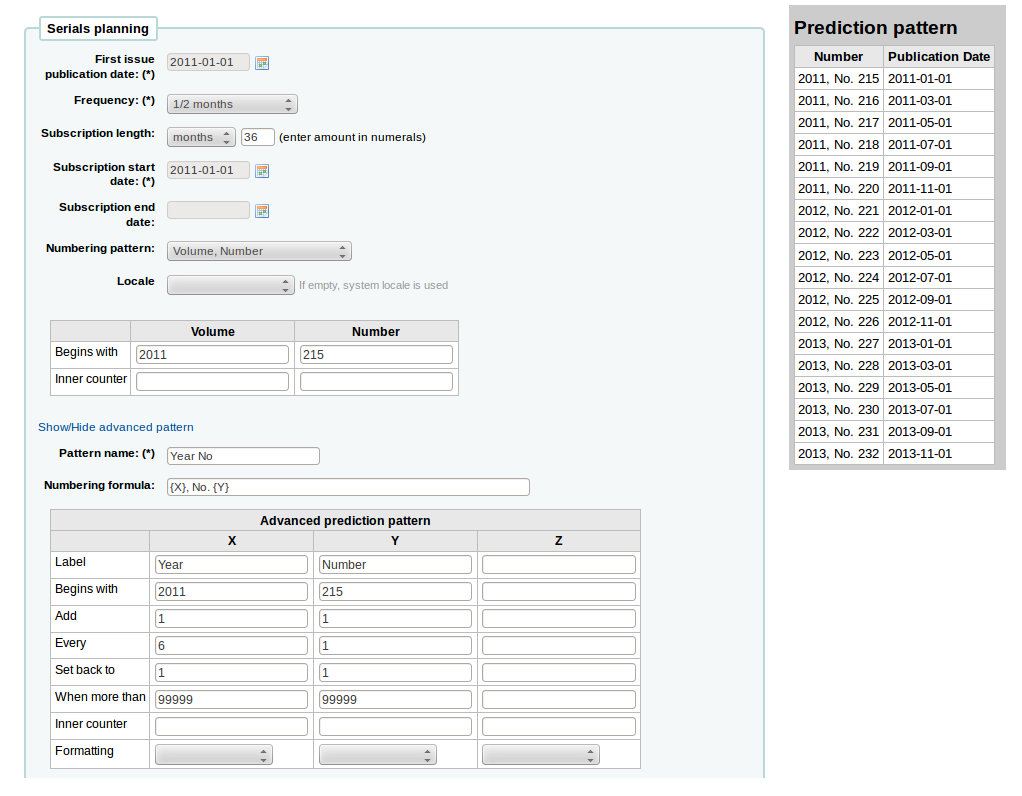 Serials planning
First issue
publication date: (*) 2011-01-01
Frequency: (*) 1/2 months
Subscription length: months 36 (enter amount in numerals)
Subscription start
date: (*) 2011-01-01
Subscription end
date:
Numbering pattern: Volume, Number
Locale If empty, system locale is used
Volume Number
Begins with 2011 215
Inner counter
Show/Hide advanced pattern
Pattern name: (*) Year No
Numbering formula: {X}, No. {Y}
Advanced prediction pattern
X Y Z
Label Year Number
Begins with 2011 215
Add 1 1
Every 6 1
Set back to 1 1
When more than 99999 99999
Inner counter
Formatting
Prediction pattern
Number Publication Date
2011, No. 215 2011-01-01
2011, No. 216 2011-03-01
2011, No. 217 2011-05-01
2011, No. 218 2011-07-01
2011, No. 219 2011-09-01
2011, No. 220 2011-11-01
2012, No. 221 2012-01-01
2012, No. 222 2012-03-01
2012, No. 223 2012-05-01
2012, No. 224 2012-07-01
2012, No. 225 2012-09-01
2012, No. 226 2012-11-01
2013, No. 227 2013-01-01
2013, No. 228 2013-03-01
2013, No. 229 2013-05-01
2013, No. 230 2013-07-01
2013, No. 231 2013-09-01
2013, No. 232 2013-11-01